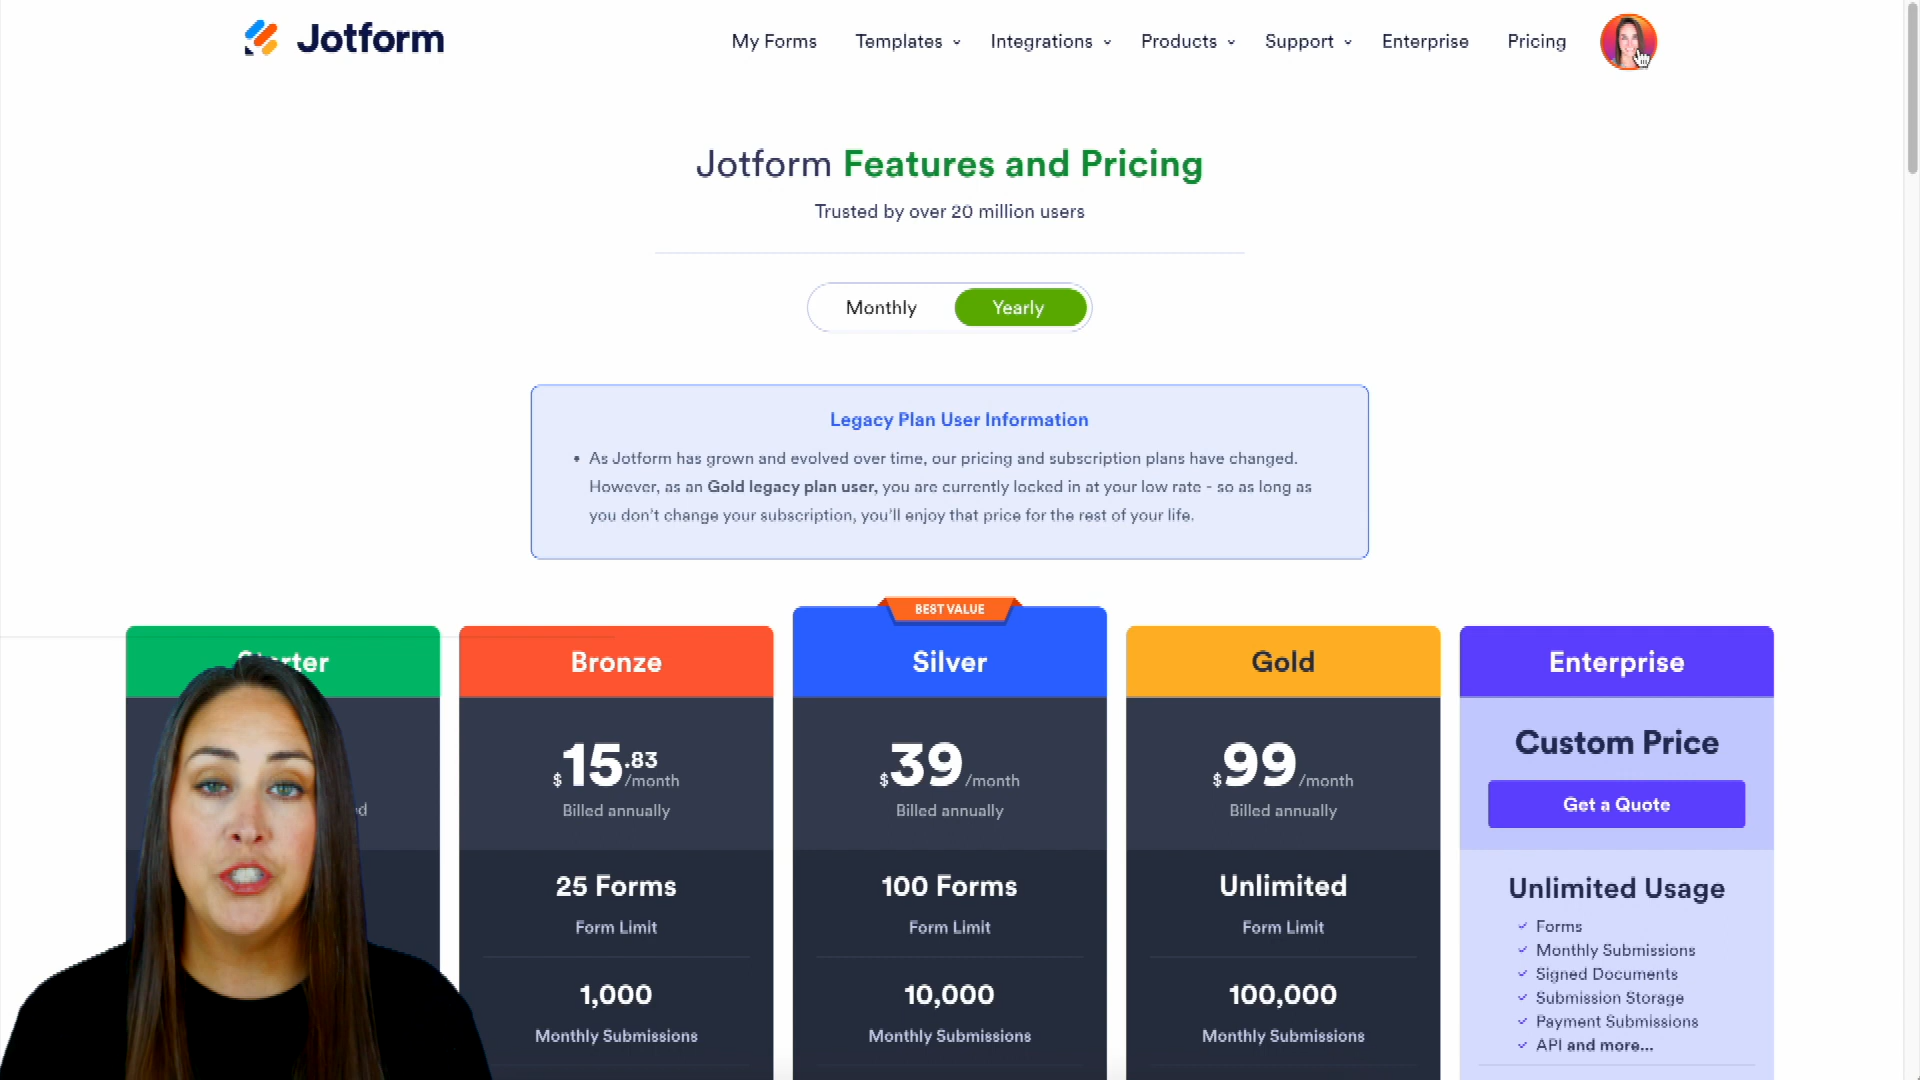 Jotform
My Forms Templates Integrations Products Support Enterprise Pricing
Jotform Features and Pricing
Trusted by over 20 million users
Monthly Yearly
Legacy Plan User Information
• As Jotform has grown and evolved over time, our pricing and subscription plans have changed.
However, as an Gold legacy plan user, you are currently locked in at your low rate - so as long as
you don't change your subscription, you'll enjoy that price for the rest of your life.
BEST VALUE
Bronze
$15.83/month
Billed annually
25 Forms
Form Limit
1,000
Monthly Submissions
Silver
$39/month
Billed annually
100 Forms
Form Limit
10,000
Monthly Submissions
Gold
$99/month
Billed annually
Unlimited
Form Limit
100,000
Monthly Submissions
Enterprise
Custom Price
Get a Quote
Unlimited Usage
Forms
Monthly Submissions
Signed Documents
Submission Storage
Payment Submissions
API and more...